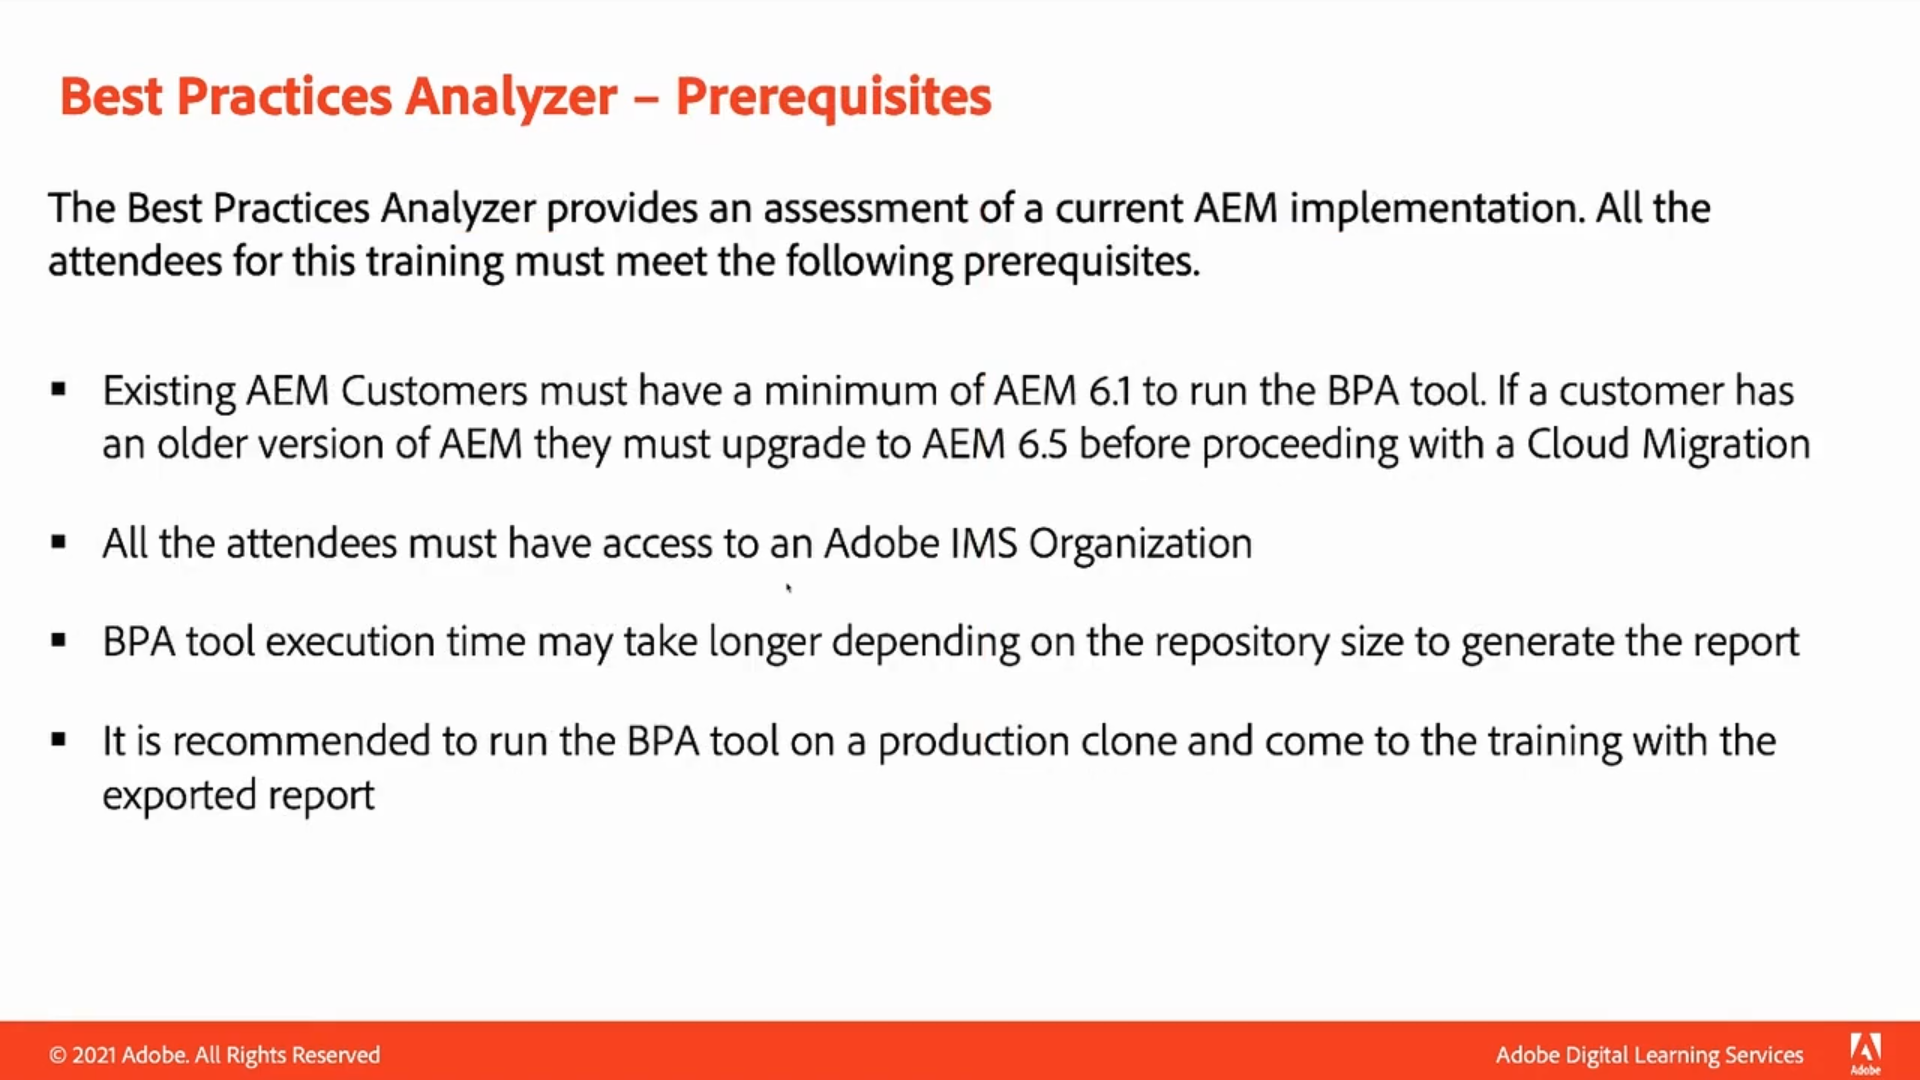 Best Practices Analyzer – Prerequisites
The Best Practices Analyzer provides an assessment of a current AEM implementation. All the
attendees for this training must meet the following prerequisites.
▪ Existing AEM Customers must have a minimum of AEM 6.1 to run the BPA tool. If a customer has
an older version of AEM they must upgrade to AEM 6.5 before proceeding with a Cloud Migration
▪ All the attendees must have access to an Adobe IMS Organization
▪ BPA tool execution time may take longer depending on the repository size to generate the report
▪ It is recommended to run the BPA tool on a production clone and come to the training with the
exported report
© 2021 Adobe. All Rights Reserved
Adobe Digital Learning Services
Adobe